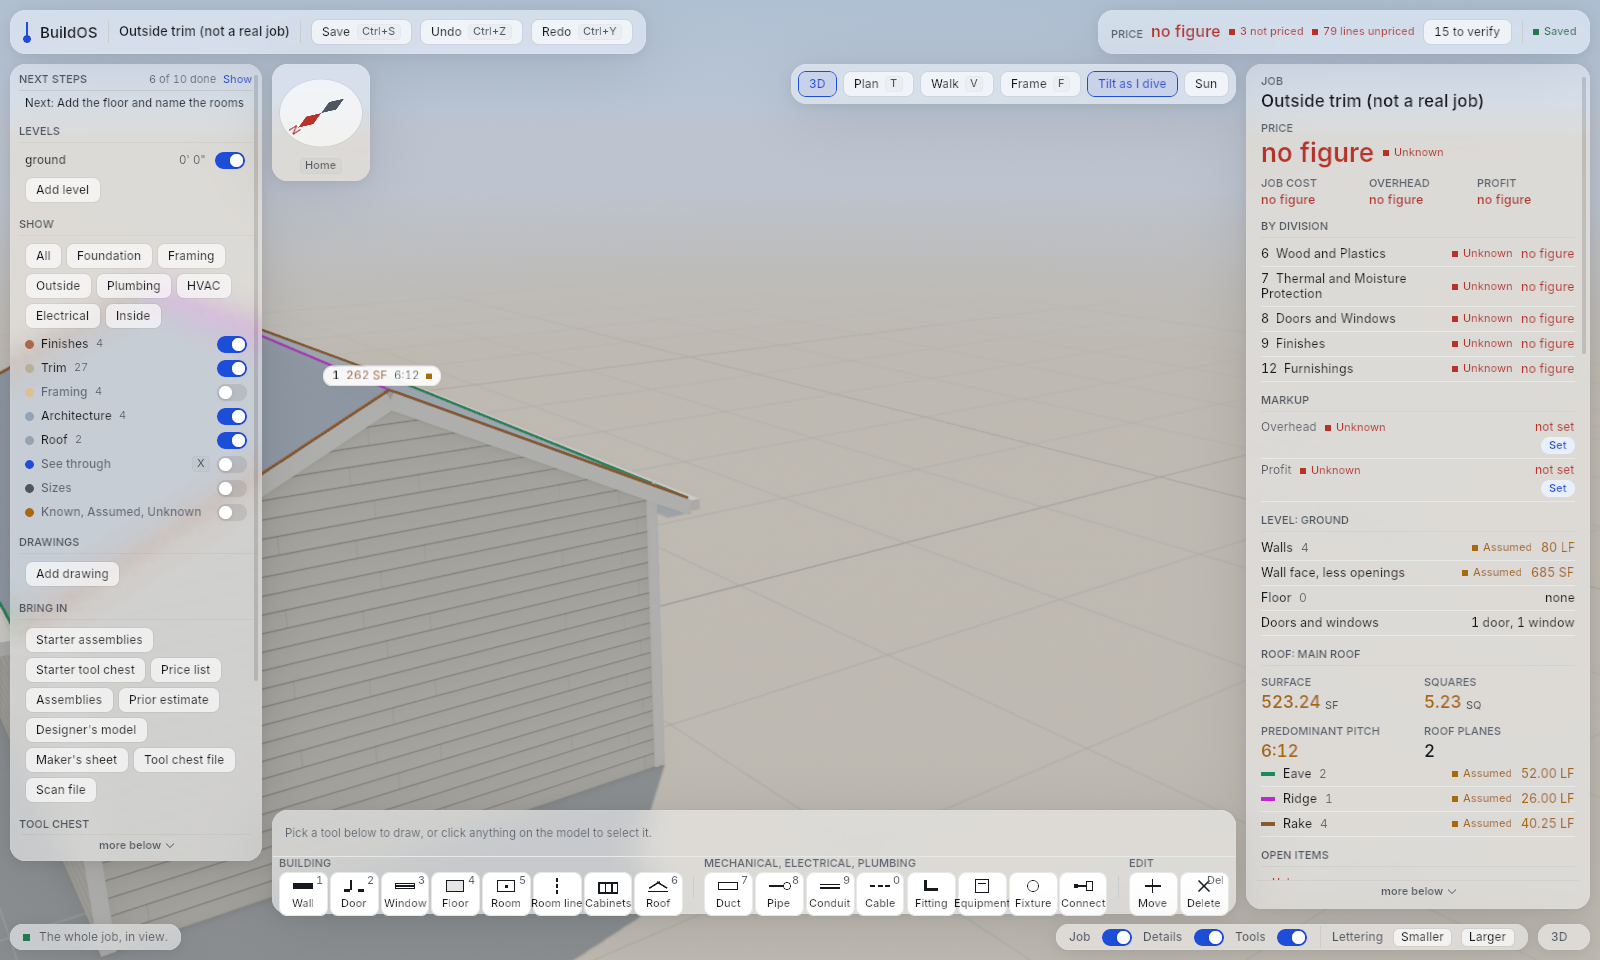 BuildOS
Outside trim (not a real job)
Save Ctrl+S
Undo Ctrl+Z
Redo Ctrl+Y
PRICE no figure
3 not priced
79 lines unpriced
15 to verify
Saved
NEXT STEPS 6 of 10 done Show
Next: Add the floor and name the rooms
LEVELS
ground 0' 0"
Add level
SHOW
All Foundation Framing
Outside Plumbing HVAC
Electrical Inside
Finishes 4
Trim 27
Framing 4
Architecture 4
Roof 2
See through X
Sizes
Known, Assumed, Unknown
DRAWINGS
Add drawing
BRING IN
Starter assemblies
Starter tool chest Price list
Assemblies Prior estimate
Designer's model
Maker's sheet Tool chest file
Scan file
TOOL CHEST
more below
N
Home
3D
Plan T
Walk V
Frame F
Tilt as I dive
Sun
1 262 SF 6:12
JOB
Outside trim (not a real job)
PRICE
no figure Unknown
JOB COST OVERHEAD PROFIT
no figure no figure no figure
BY DIVISION
6 Wood and Plastics Unknown no figure
7 Thermal and Moisture
Protection Unknown no figure
8 Doors and Windows Unknown no figure
9 Finishes Unknown no figure
12 Furnishings Unknown no figure
MARKUP
Overhead Unknown not set
Set
Profit Unknown not set
Set
LEVEL: GROUND
Walls 4 Assumed 80 LF
Wall face, less openings Assumed 685 SF
Floor 0 none
Doors and windows 1 door, 1 window
ROOF: MAIN ROOF
SURFACE SQUARES
523.24 SF 5.23 SQ
PREDOMINANT PITCH ROOF PLANES
6:12 2
Eave 2 Assumed 52.00 LF
Ridge 1 Assumed 26.00 LF
Rake 4 Assumed 40.25 LF
OPEN ITEMS
more below
Pick a tool below to draw, or click anything on the model to select it.
BUILDING
1 Wall
2 Door
3 Window
4 Floor
5 Room
Room line
Cabinets
6 Roof
MECHANICAL, ELECTRICAL, PLUMBING
7 Duct
8 Pipe
9 Conduit
0 Cable
Fitting
Equipment
Fixture
Connect
EDIT
Move
Del Delete
The whole job, in view.
Job Details Tools Lettering Smaller Larger 3D